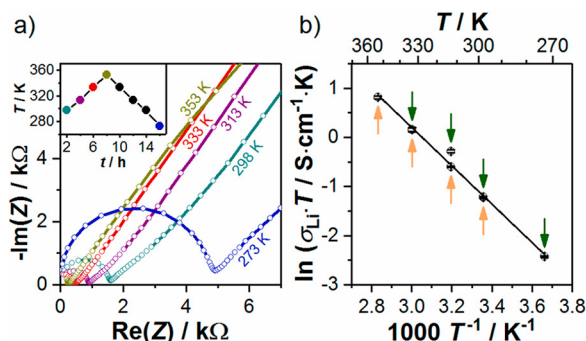 a)
-Im(Z) / kΩ
4
2
0
0 2 4 6
Re(Z) / kΩ
353 K
333 K
313 K
298 K
273 K
T / K
360
320
280
2 6 10 14
t / h
b)
T / K
360 330 300 270
ln (σLi·T / S·cm⁻¹·K)
1
0
-1
-2
-3
2.8 3.0 3.2 3.4 3.6 3.8
1000 T⁻¹ / K⁻¹